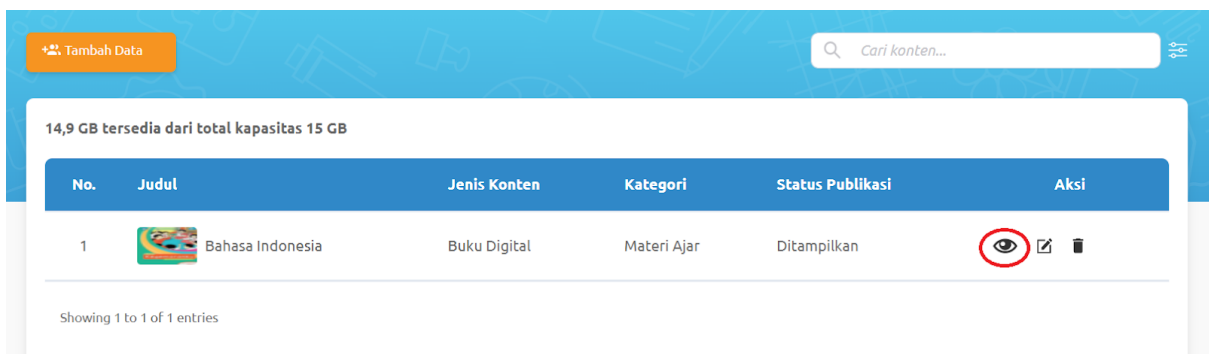 Tambah Data
Cari konten...
14,9 GB tersedia dari total kapasitas 15 GB
No. Judul Jenis Konten Kategori Status Publikasi Aksi
1 Bahasa Indonesia Buku Digital Materi Ajar Ditampilkan
Showing 1 to 1 of 1 entries